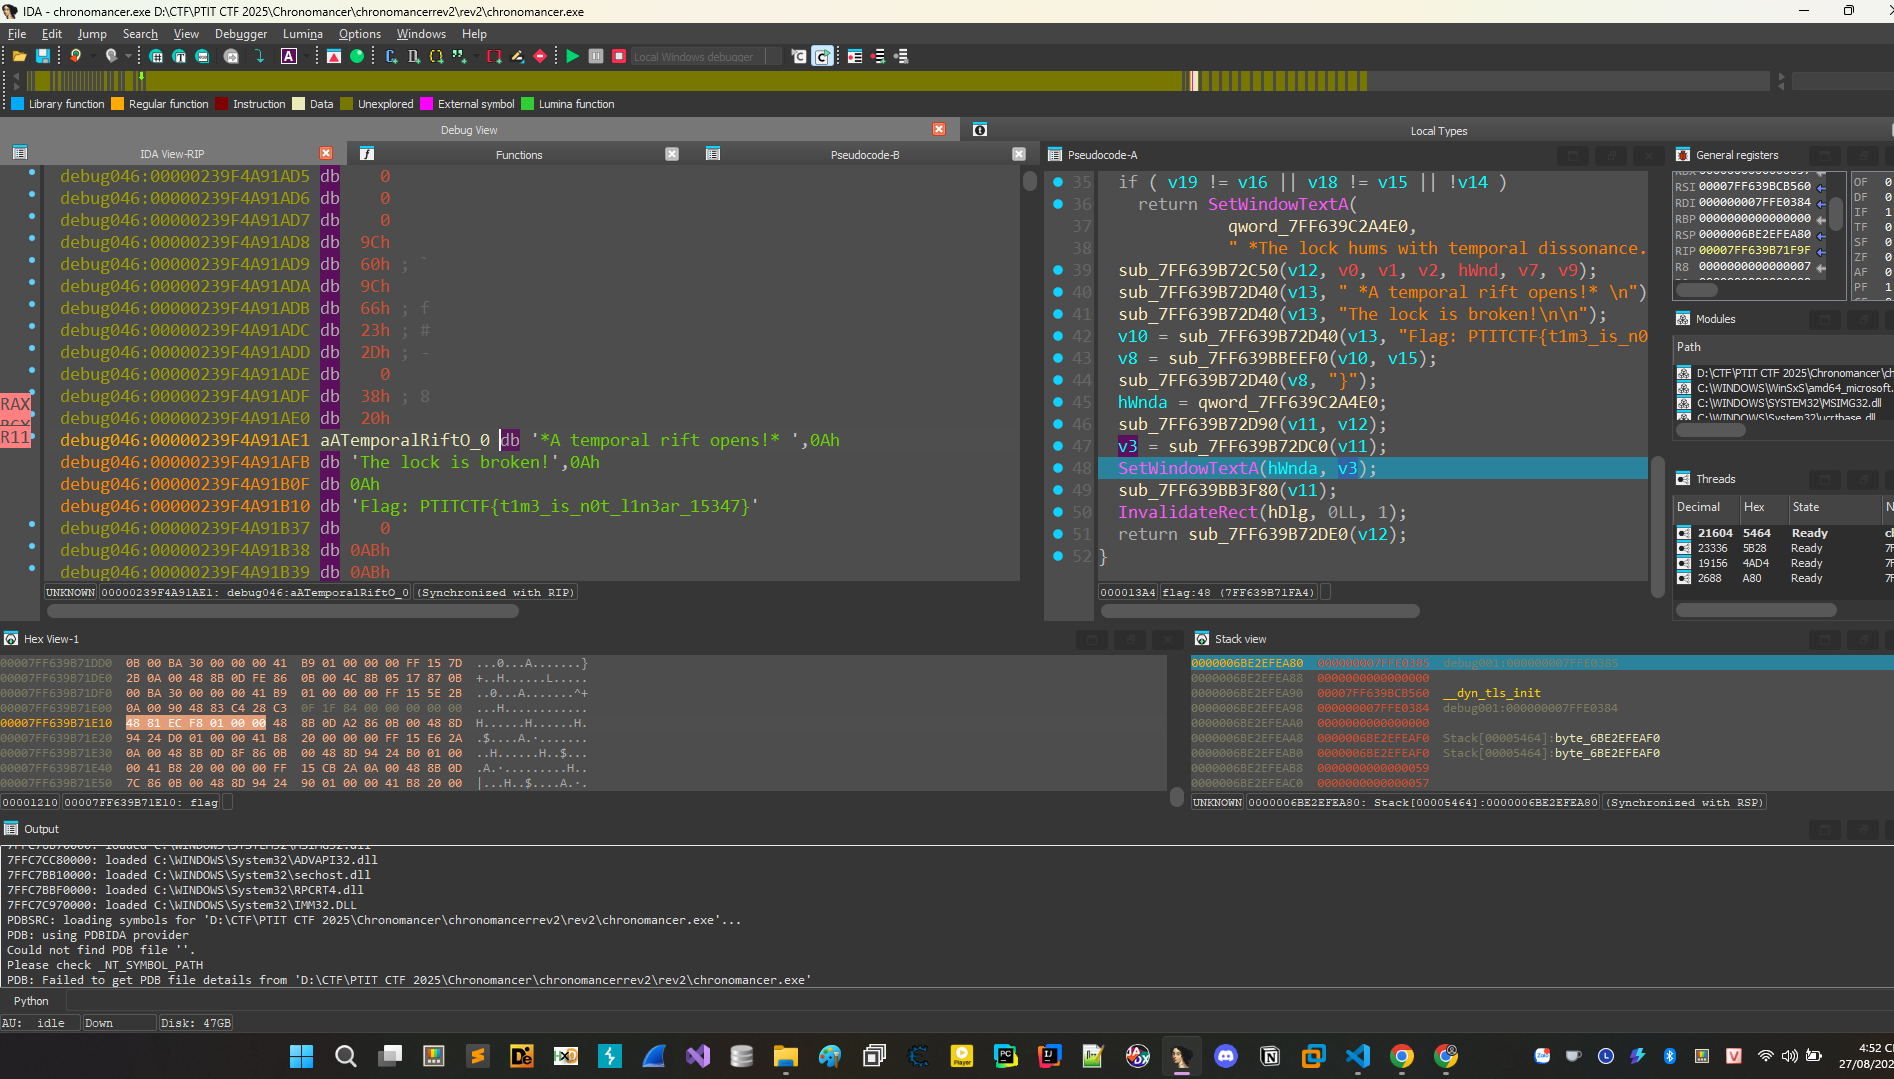 IDA - chronomancer.exe D:\CTF\PTIT CTF 2025\Chronomancer\chronomancerrev2\rev2\chronomancer.exe
File Edit Jump Search View Debugger Lumina Options Windows Help
Local Windows debugger
Library function Regular function Instruction Data Unexplored External symbol Lumina function
Debug View
Local Types
IDA View-RIP
Functions
Pseudocode-B
Pseudocode-A
General registers
debug046:00000239F4A91AD5 db 0
debug046:00000239F4A91AD6 db 0
debug046:00000239F4A91AD7 db 0
debug046:00000239F4A91AD8 db 9Ch
debug046:00000239F4A91AD9 db 60h ; `
debug046:00000239F4A91ADA db 9Ch
debug046:00000239F4A91ADB db 66h ; f
debug046:00000239F4A91ADC db 23h ; #
debug046:00000239F4A91ADD db 2Dh ; -
debug046:00000239F4A91ADE db 0
debug046:00000239F4A91ADF db 38h ; 8
debug046:00000239F4A91AE0 db 20h
debug046:00000239F4A91AE1 aATemporalRiftO_0 db '*A temporal rift opens!* ',0Ah
debug046:00000239F4A91AFB db 'The lock is broken!',0Ah
debug046:00000239F4A91B0F db 0Ah
debug046:00000239F4A91B10 db 'Flag: PTITCTF{t1m3_is_n0t_l1n3ar_15347}'
debug046:00000239F4A91B37 db 0
debug046:00000239F4A91B38 db 0ABh
debug046:00000239F4A91B39 db 0ABh
RAX
R11
UNKNOWN 00000239F4A91AE1: debug046:aATemporalRiftO_0 (Synchronized with RIP)
35 if ( v19 != v16 || v18 != v15 || !v14 )
36 return SetWindowTextA(
37 qword_7FF639C2A4E0,
38 " *The lock hums with temporal dissonance.
39 sub_7FF639B72C50(v12, v0, v1, v2, hWnd, v7, v9);
40 sub_7FF639B72D40(v13, " *A temporal rift opens!* \n")
41 sub_7FF639B72D40(v13, "The lock is broken!\n\n");
42 v10 = sub_7FF639B72D40(v13, "Flag: PTITCTF{t1m3_is_n0
43 v8 = sub_7FF639BBEEF0(v10, v15);
44 sub_7FF639B72D40(v8, "}");
45 hWnda = qword_7FF639C2A4E0;
46 sub_7FF639B72D90(v11, v12);
47 v3 = sub_7FF639B72DC0(v11);
48 SetWindowTextA(hWnda, v3);
49 sub_7FF639BB3F80(v11);
50 InvalidateRect(hDlg, 0LL, 1);
51 return sub_7FF639B72DE0(v12);
52 }
000013A4 flag:48 (7FF639B71FA4)
RSI 00007FF639BCB560
RDI 000000007FFE0384
RBP 0000000000000000
RSP 0000006BE2EFEA80
RIP 00007FF639B71F9F
R8 0000000000000007
OF 0
DF 0
IF 1
TF 0
SF 0
ZF 0
AF 0
PF 1
Modules
Path
D:\CTF\PTIT CTF 2025\Chronomancer\ch
C:\WINDOWS\WinSxS\amd64_microsoft.
C:\WINDOWS\SYSTEM32\MSIMG32.dll
C:\WINDOWS\System32\ucrtbase.dll
Threads
Decimal Hex State N
21604 5464 Ready cl
23336 5B28 Ready 7F
19156 4AD4 Ready 7F
2688 A80 Ready 7F
Hex View-1
00007FF639B71DD0 0B 00 BA 30 00 00 00 41 B9 01 00 00 00 FF 15 7D ...0...A.......}
00007FF639B71DE0 2B 0A 00 48 8B 0D FE 86 0B 00 4C 8B 05 17 87 0B +..H......L.....
00007FF639B71DF0 00 BA 30 00 00 00 41 B9 01 00 00 00 FF 15 5E 2B ..0...A.......^+
00007FF639B71E00 0A 00 90 48 83 C4 28 C3 0F 1F 84 00 00 00 00 00 ...H..(.........
00007FF639B71E10 48 81 EC F8 01 00 00 48 8B 0D A2 86 0B 00 48 8D H......H......H.
00007FF639B71E20 94 24 D0 01 00 00 41 B8 20 00 00 00 FF 15 E6 2A .$....A.·......*
00007FF639B71E30 0A 00 48 8B 0D 8F 86 0B 00 48 8D 94 24 B0 01 00 ..H......H..$...
00007FF639B71E40 00 41 B8 20 00 00 00 FF 15 CB 2A 0A 00 48 8B 0D .A.·......*..H..
00007FF639B71E50 7C 86 0B 00 48 8D 94 24 90 01 00 00 41 B8 20 00 |...H..$....A.·.
00001210 00007FF639B71E10: flag
Stack view
0000006BE2EFEA80 000000007FFE0385 debug001:000000007FFE0385
0000006BE2EFEA88 0000000000000000
0000006BE2EFEA90 00007FF639BCB560 __dyn_tls_init
0000006BE2EFEA98 000000007FFE0384 debug001:000000007FFE0384
0000006BE2EFEAA0 0000000000000000
0000006BE2EFEAA8 0000006BE2EFEAF0 Stack[00005464]:byte_6BE2EFEAF0
0000006BE2EFEAB0 0000006BE2EFEAF0 Stack[00005464]:byte_6BE2EFEAF0
0000006BE2EFEAB8 0000000000000059
0000006BE2EFEAC0 0000000000000057
UNKNOWN 0000006BE2EFEA80: Stack[00005464]:0000006BE2EFEA80 (Synchronized with RSP)
Output
7FFC7CC80000: loaded C:\WINDOWS\System32\ADVAPI32.dll
7FFC7BB10000: loaded C:\WINDOWS\System32\sechost.dll
7FFC7BBF0000: loaded C:\WINDOWS\System32\RPCRT4.dll
7FFC7C970000: loaded C:\WINDOWS\System32\IMM32.DLL
PDBSRC: loading symbols for 'D:\CTF\PTIT CTF 2025\Chronomancer\chronomancerrev2\rev2\chronomancer.exe'...
PDB: using PDBIDA provider
Could not find PDB file ''.
Please check _NT_SYMBOL_PATH
PDB: Failed to get PDB file details from 'D:\CTF\PTIT CTF 2025\Chronomancer\chronomancerrev2\rev2\chronomancer.exe'
Python
AU: idle Down Disk: 47GB
4:52 CH
27/08/202